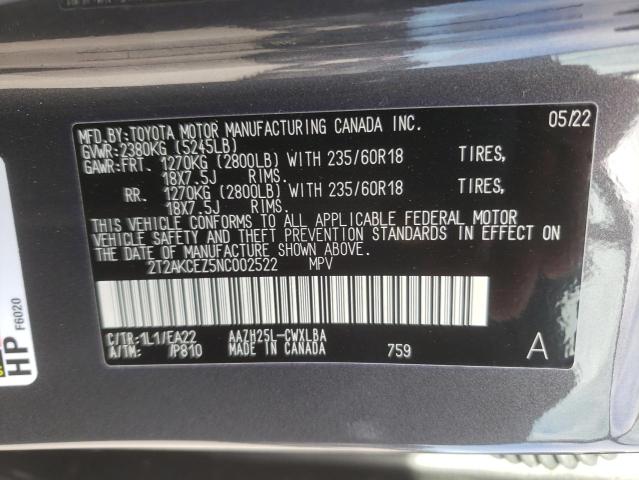 MFD.BY:TOYOTA MOTOR MANUFACTURING CANADA INC. 05/22
GVWR:2380KG (5245LB)
GAWR:FRT. 1270KG (2800LB) WITH 235/60R18 TIRES,
18X7.5J RIMS.
RR. 1270KG (2800LB) WITH 235/60R18 TIRES,
18X7.5J RIMS.
THIS VEHICLE CONFORMS TO ALL APPLICABLE FEDERAL MOTOR
VEHICLE SAFETY AND THEFT PREVENTION STANDARDS IN EFFECT ON
THE DATE OF MANUFACTURE SHOWN ABOVE.
2T2AKCEZ5NC002522 MPV
C/TR:1L1/EA22 AAZH25L-CWXLBA
A/TM: /P810 MADE IN CANADA 759 A
HP F6020